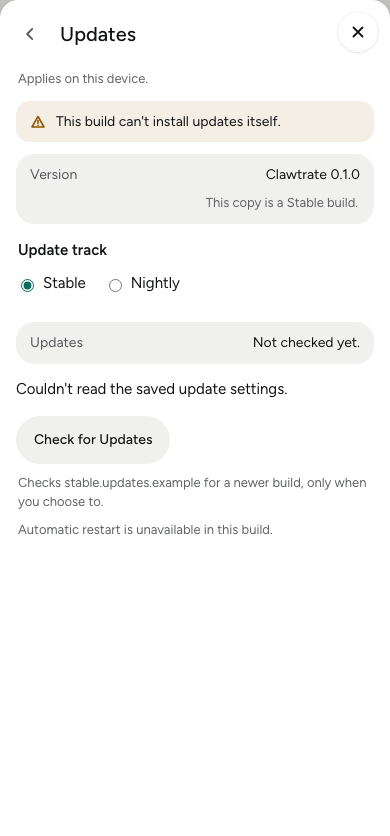 Updates
Applies on this device.
This build can't install updates itself.
Version
Clawtrate 0.1.0
This copy is a Stable build.
Update track
Stable
Nightly
Updates
Not checked yet.
Couldn't read the saved update settings.
Check for Updates
Checks stable.updates.example for a newer build, only when
you choose to.
Automatic restart is unavailable in this build.